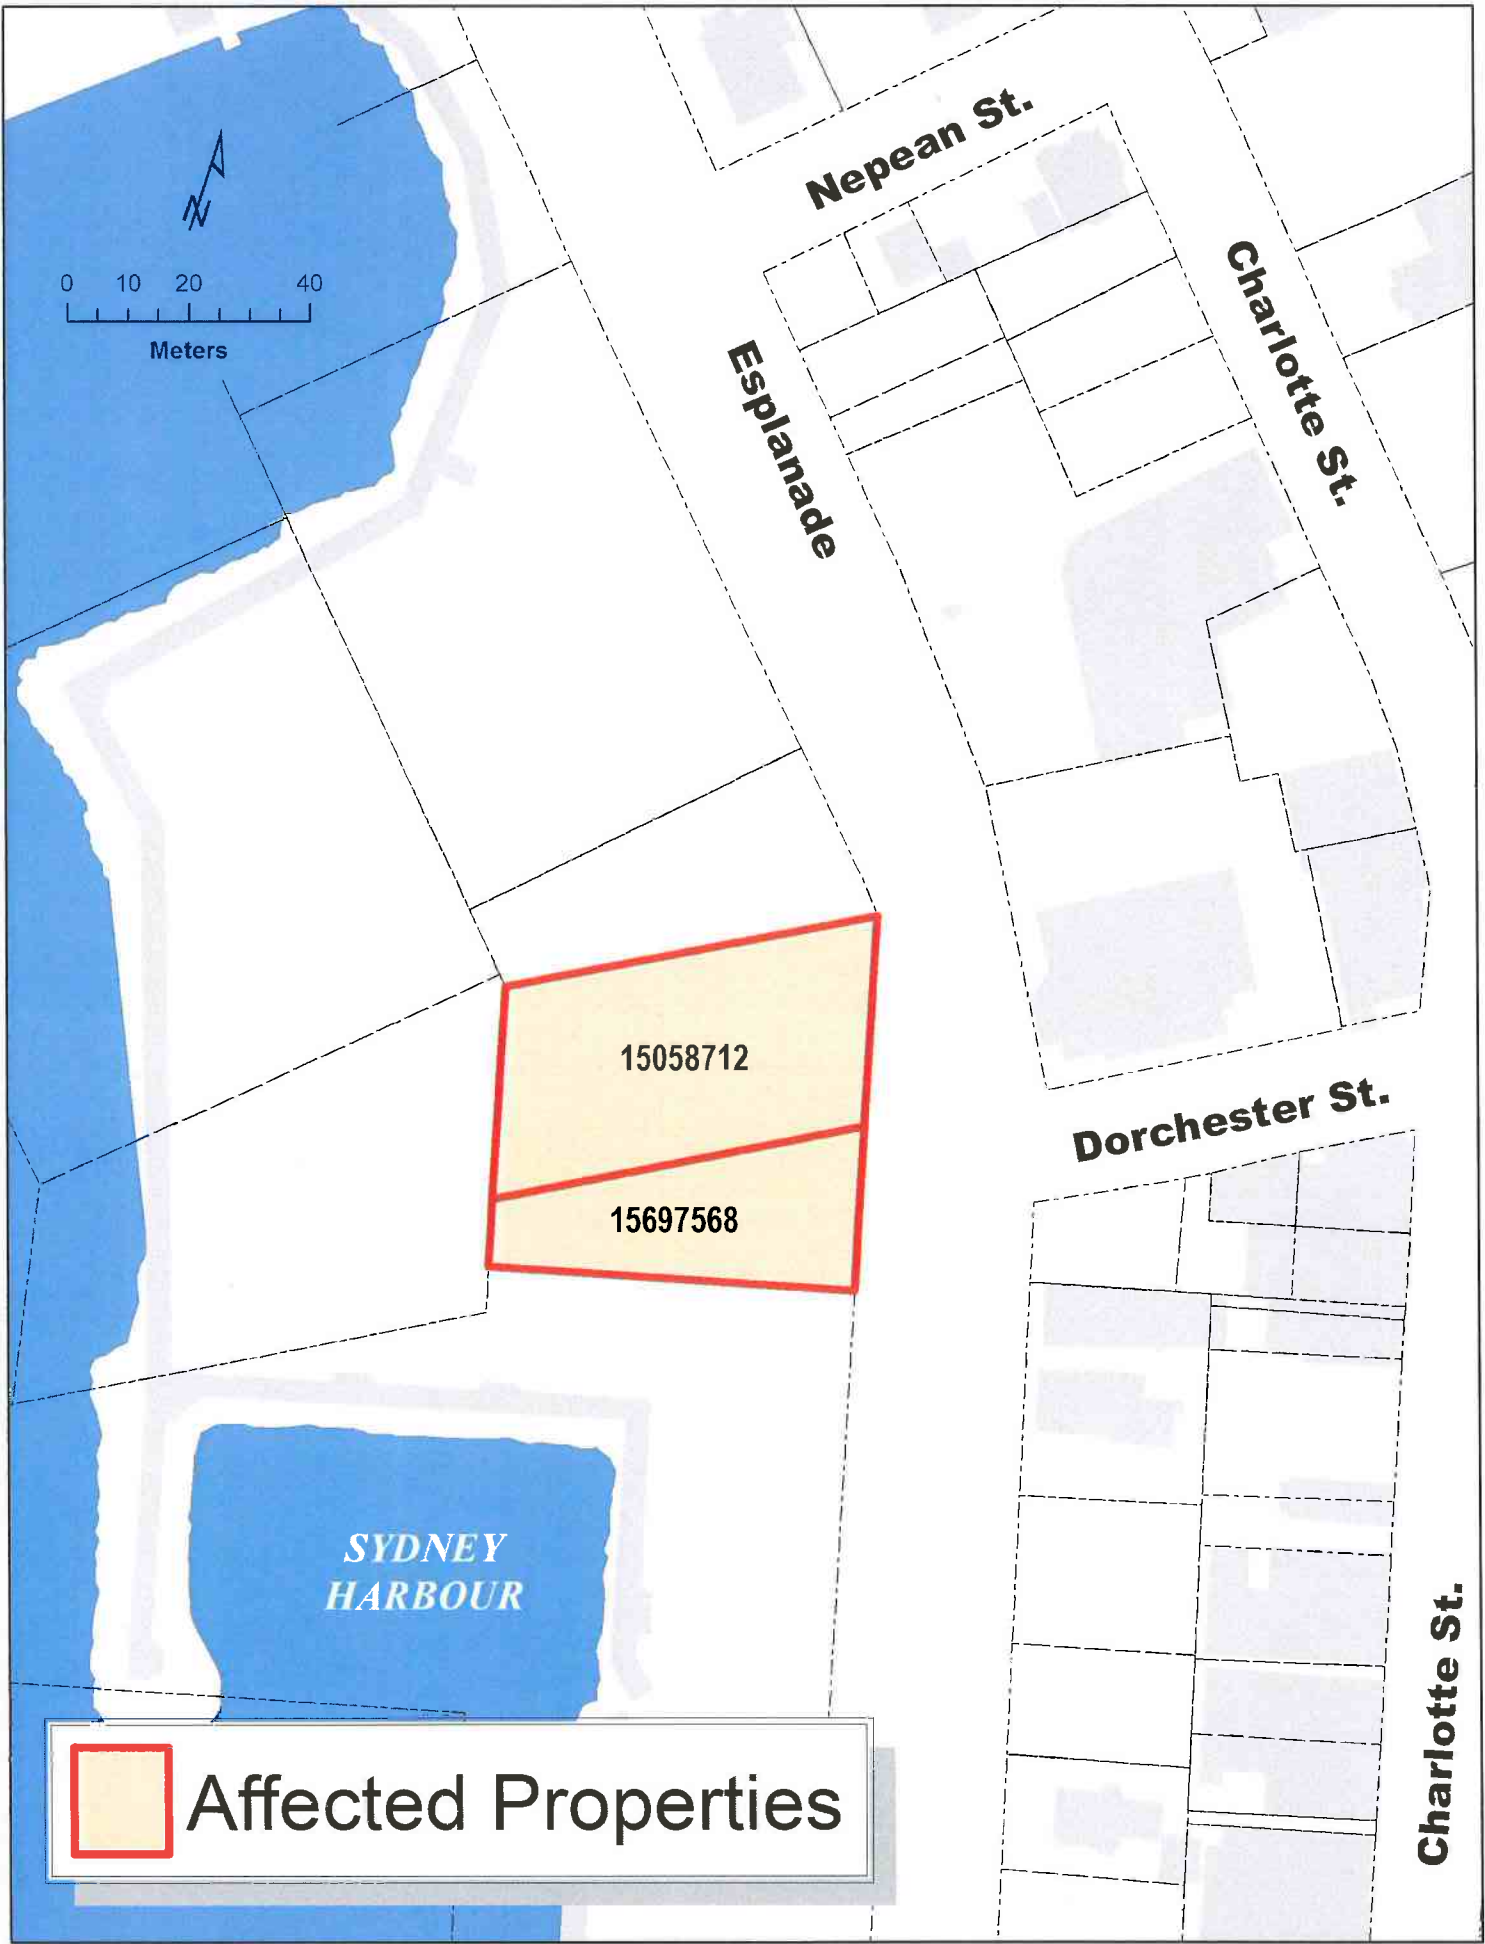 Nepean St.
N
0 10 20 40
Meters
Charlotte St.
Esplanade
15058712
Dorchester St.
15697568
SYDNEY
HARBOUR
Charlotte St.
Affected Properties